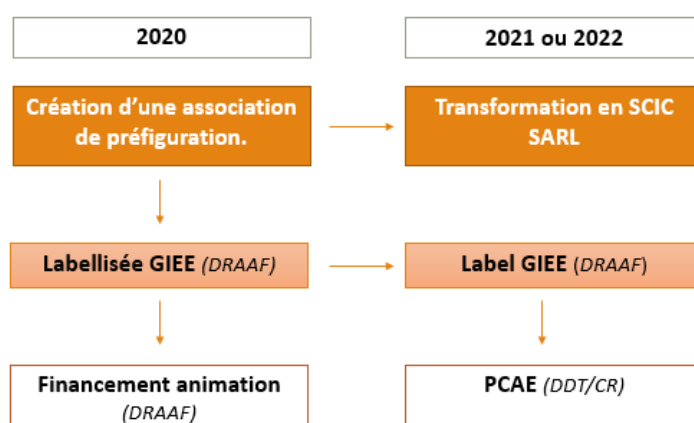 2020
2021 ou 2022
Création d'une association
de préfiguration.
Transformation en SCIC
SARL
Labellisée GIEE (DRAAF)
Label GIEE (DRAAF)
Financement animation
(DRAAF)
PCAE (DDT/CR)